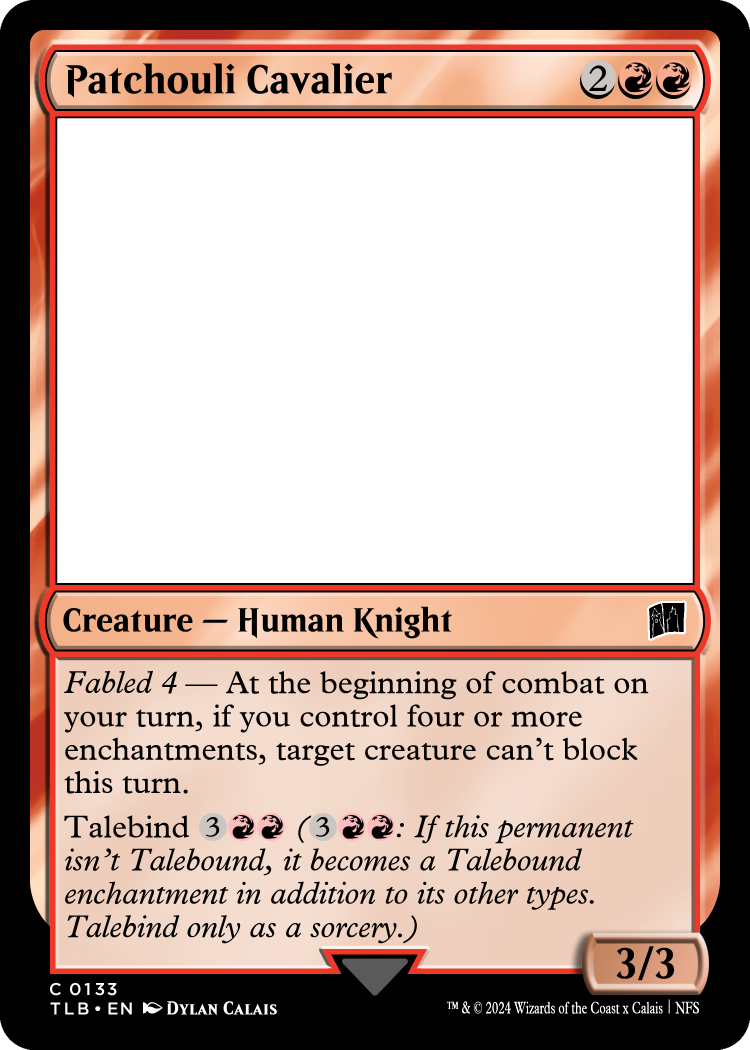 Patchouli Cavalier 2
Creature — Human Knight
Fabled 4 — At the beginning of combat on
your turn, if you control four or more
enchantments, target creature can't block
this turn.
Talebind 3 (3: If this permanent
isn't Talebound, it becomes a Talebound
enchantment in addition to its other types.
Talebind only as a sorcery.)
3/3
C 0133
TLB • EN Dylan Calais
™ & © 2024 Wizards of the Coast x Calais | NFS